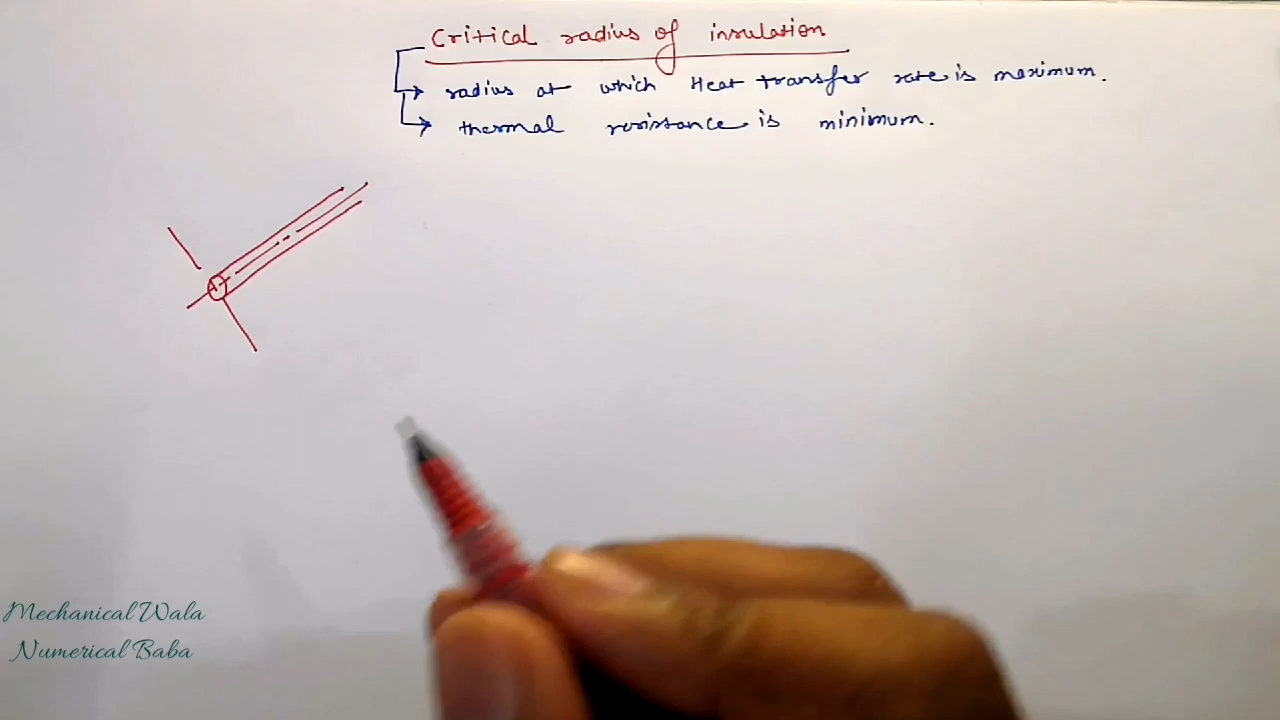 Critical radius of insulation
radius at which Heat transfer rate is maximum.
thermal resistance is minimum.
Mechanical Wala
Numerical Baba